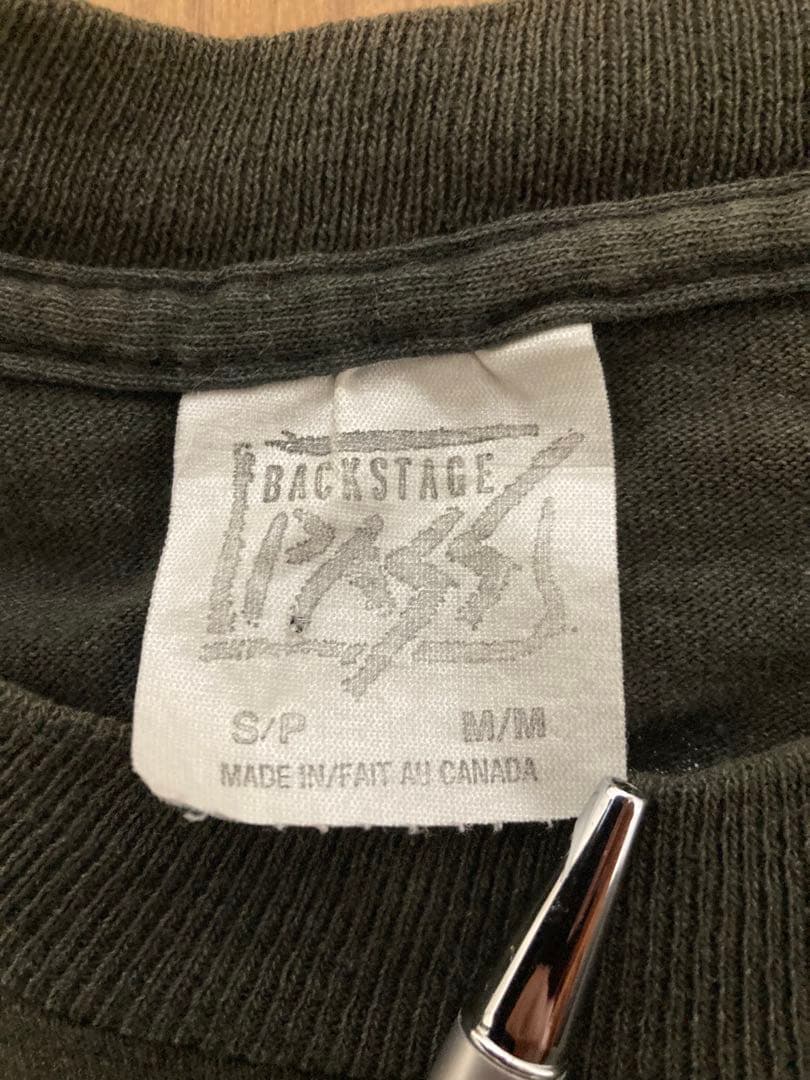 BACKSTAGE
PASS
S/P M/M
MADE IN/FAIT AU CANADA